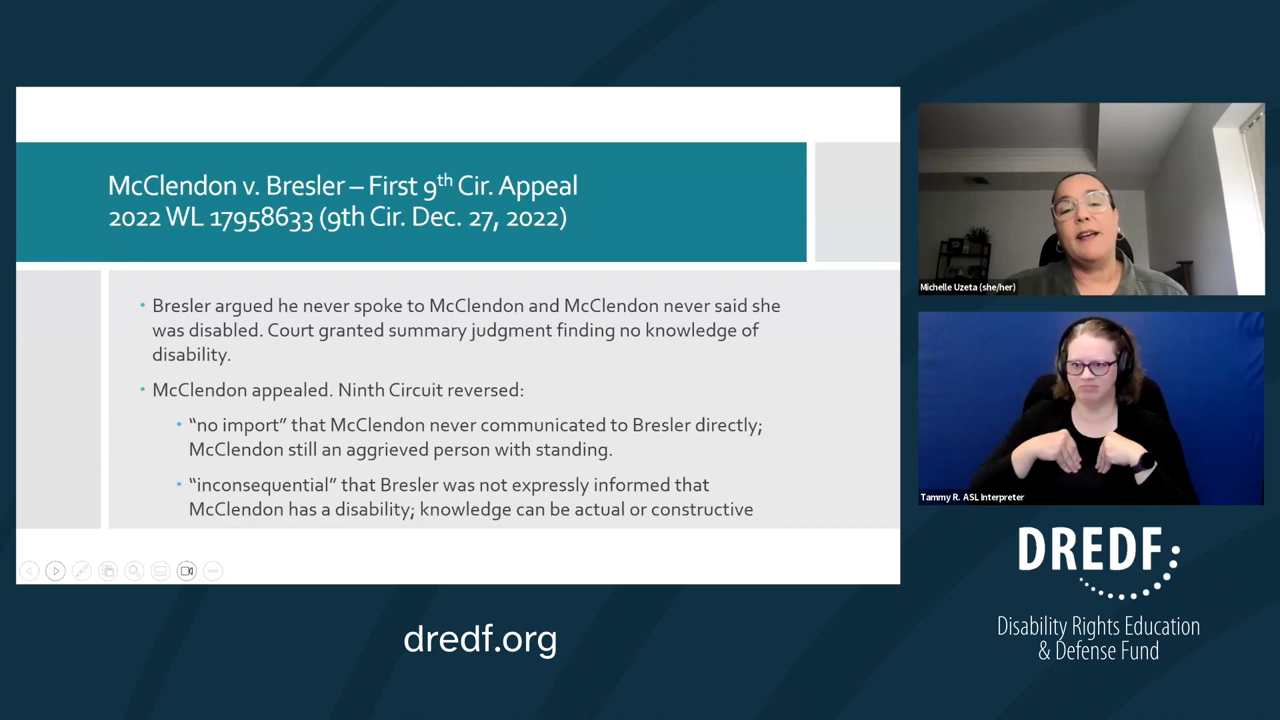 McClendon v. Bresler – First 9th Cir. Appeal
2022 WL 17958633 (9th Cir. Dec. 27, 2022)
• Bresler argued he never spoke to McClendon and McClendon never said she
was disabled. Court granted summary judgment finding no knowledge of
disability.
• McClendon appealed. Ninth Circuit reversed:
• “no import” that McClendon never communicated to Bresler directly;
McClendon still an aggrieved person with standing.
• “inconsequential” that Bresler was not expressly informed that
McClendon has a disability; knowledge can be actual or constructive
Michelle Uzeta (she/her)
Tammy R. ASL Interpreter
DREDF
Disability Rights Education
& Defense Fund
dredf.org